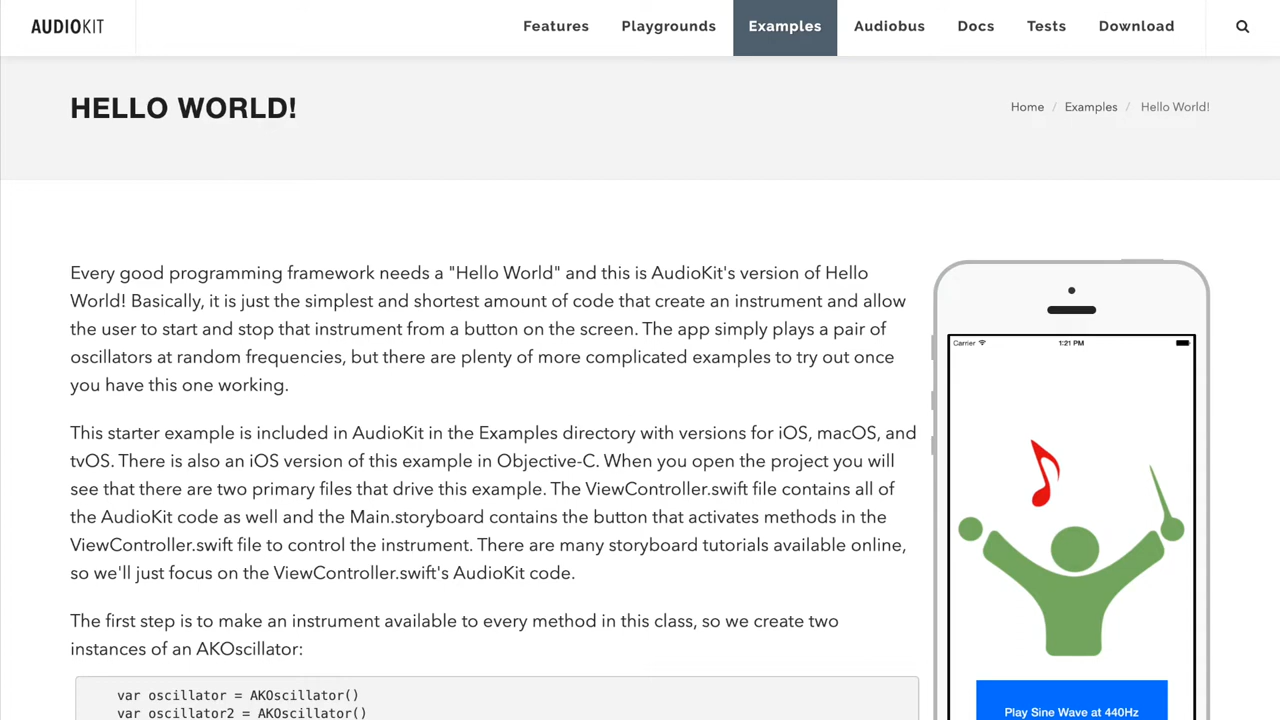 AUDIOKIT
Features Playgrounds Examples Audiobus Docs Tests Download
HELLO WORLD!
Home / Examples / Hello World!
Every good programming framework needs a "Hello World" and this is AudioKit's version of Hello
World! Basically, it is just the simplest and shortest amount of code that create an instrument and allow
the user to start and stop that instrument from a button on the screen. The app simply plays a pair of
oscillators at random frequencies, but there are plenty of more complicated examples to try out once
you have this one working.
This starter example is included in AudioKit in the Examples directory with versions for iOS, macOS, and
tvOS. There is also an iOS version of this example in Objective-C. When you open the project you will
see that there are two primary files that drive this example. The ViewController.swift file contains all of
the AudioKit code as well and the Main.storyboard contains the button that activates methods in the
ViewController.swift file to control the instrument. There are many storyboard tutorials available online,
so we'll just focus on the ViewController.swift's AudioKit code.
The first step is to make an instrument available to every method in this class, so we create two
instances of an AKOscillator:
var oscillator = AKOscillator()
var oscillator2 = AKOscillator()
Carrier 1:21 PM
Play Sine Wave at 440Hz